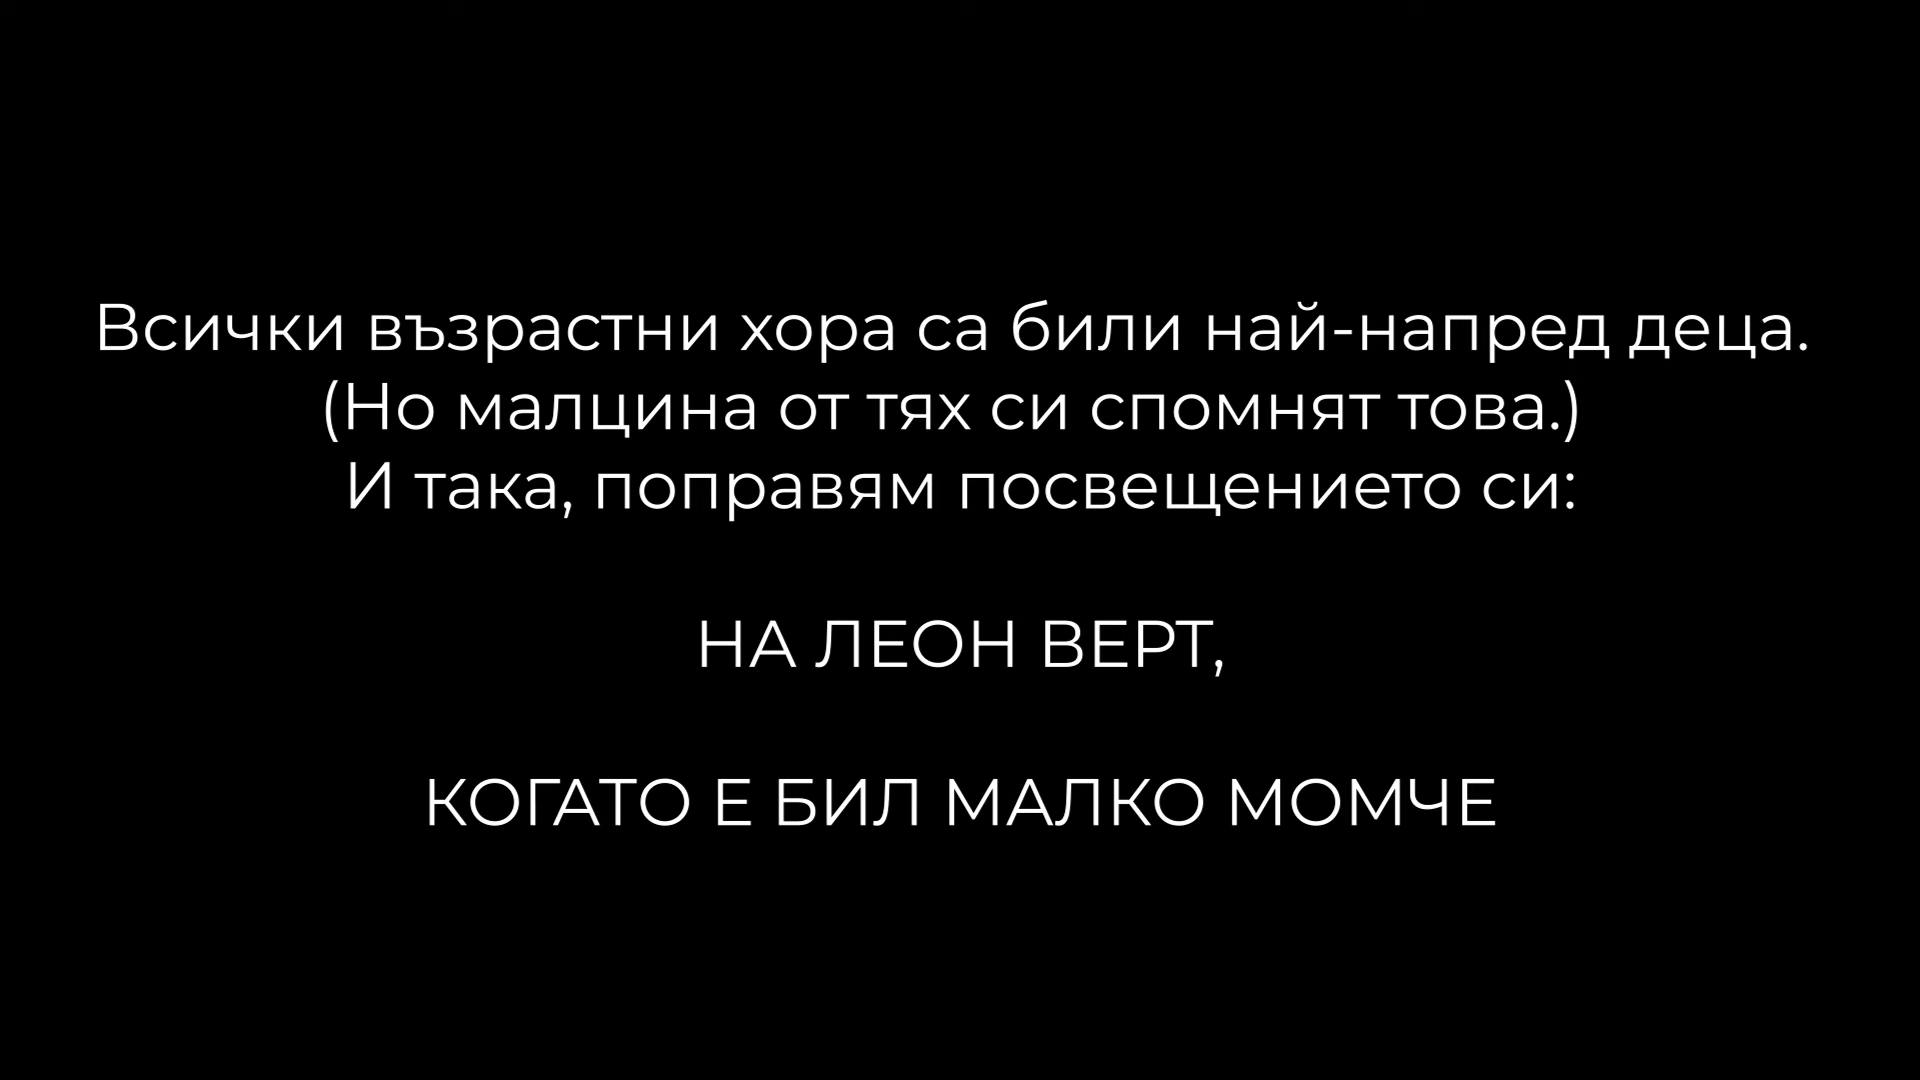 Всички възрастни хора са били най-напред деца.
(Но малцина от тях си спомнят това.)
И така, поправям посвещението си:
НА ЛЕОН ВЕРТ,
КОГАТО Е БИЛ МАЛКО МОМЧЕ